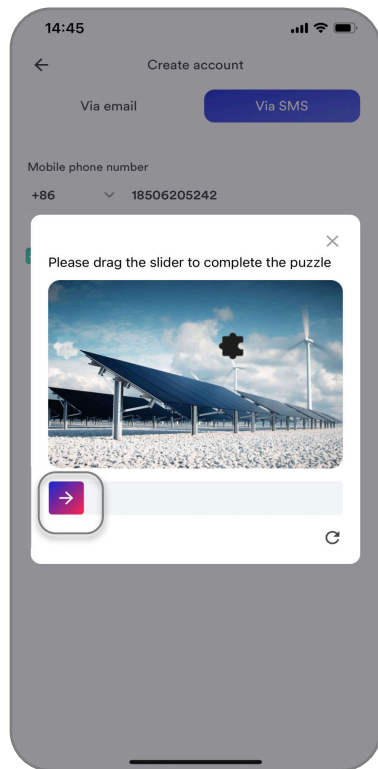 14:45
Create account
Via email
Via SMS
Mobile phone number
+86 18506205242
Please drag the slider to complete the puzzle